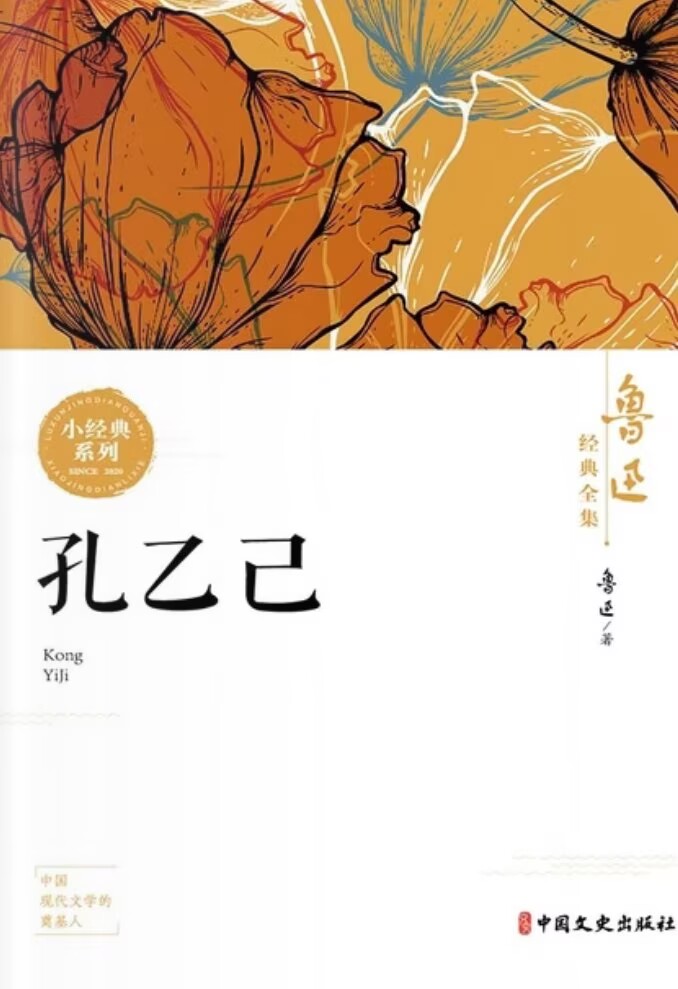 LUXUNJINGDIANQUANJI
小经典
系列
SINCE 2020
XIAOJINGDIANXILIE
鲁迅
经典全集
孔乙己
Kong
YiJi
鲁迅/著
中国
现代文学的
奠基人
中国文史出版社